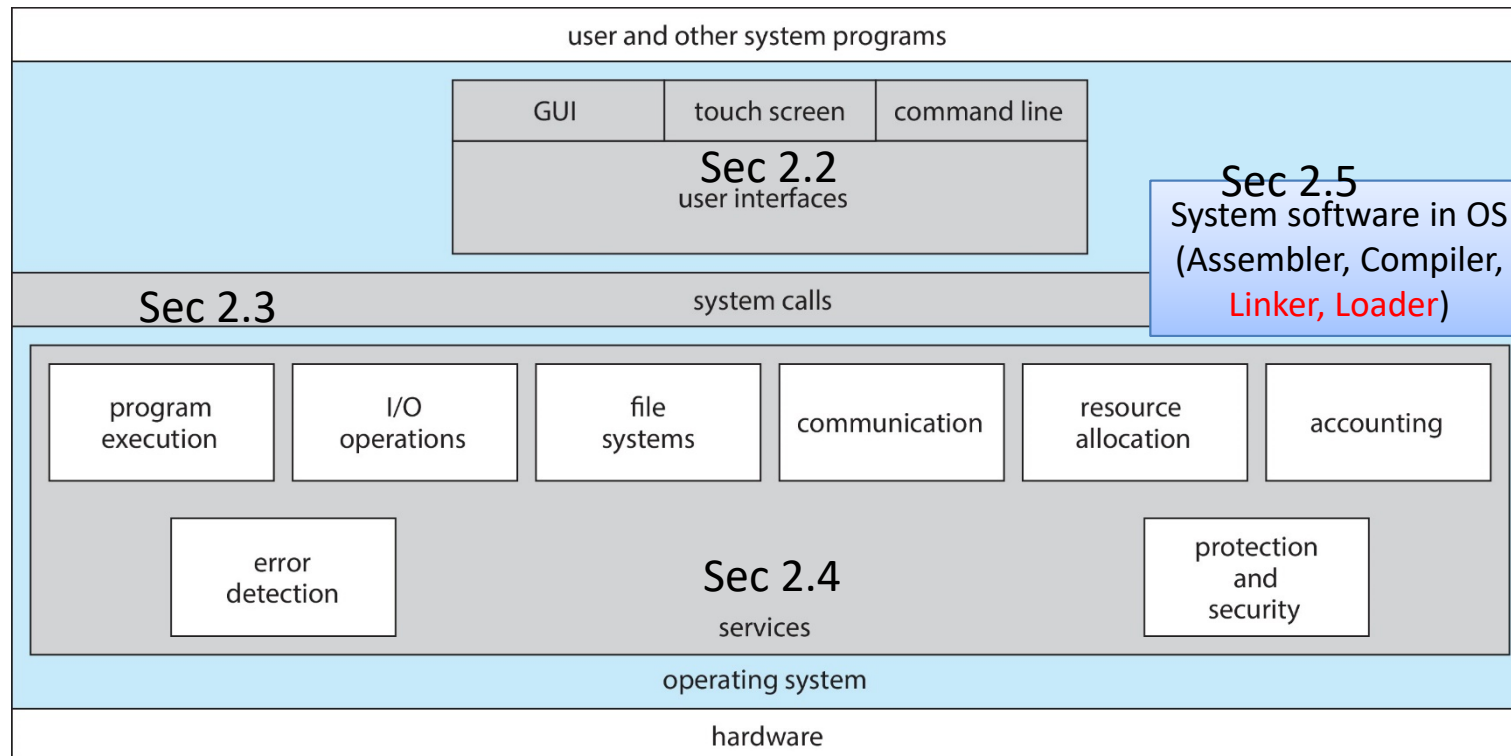 user and other system programs
GUI
touch screen
command line
Sec 2.2
user interfaces
Sec 2.5
System software in OS
(Assembler, Compiler,
Linker, Loader)
Sec 2.3
system calls
program
execution
I/O
operations
file
systems
communication
resource
allocation
accounting
error
detection
Sec 2.4
services
protection
and
security
operating system
hardware